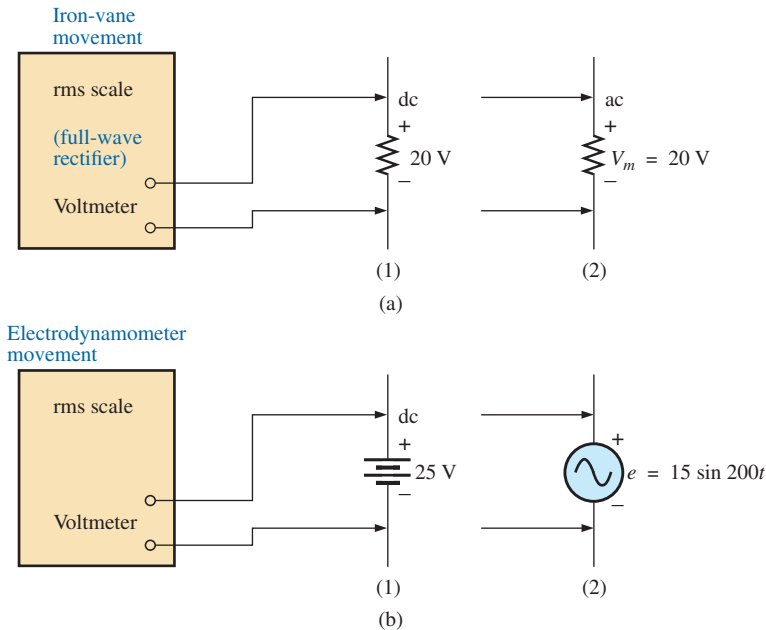 Iron-vane
movement
rms scale
(full-wave
rectifier)
Voltmeter
dc
+
20 V
–
(1)
ac
+
Vₘ = 20 V
–
(2)
(a)
Electrodynamometer
movement
rms scale
Voltmeter
dc
+
25 V
–
(1)
+
e = 15 sin 200t
–
(2)
(b)